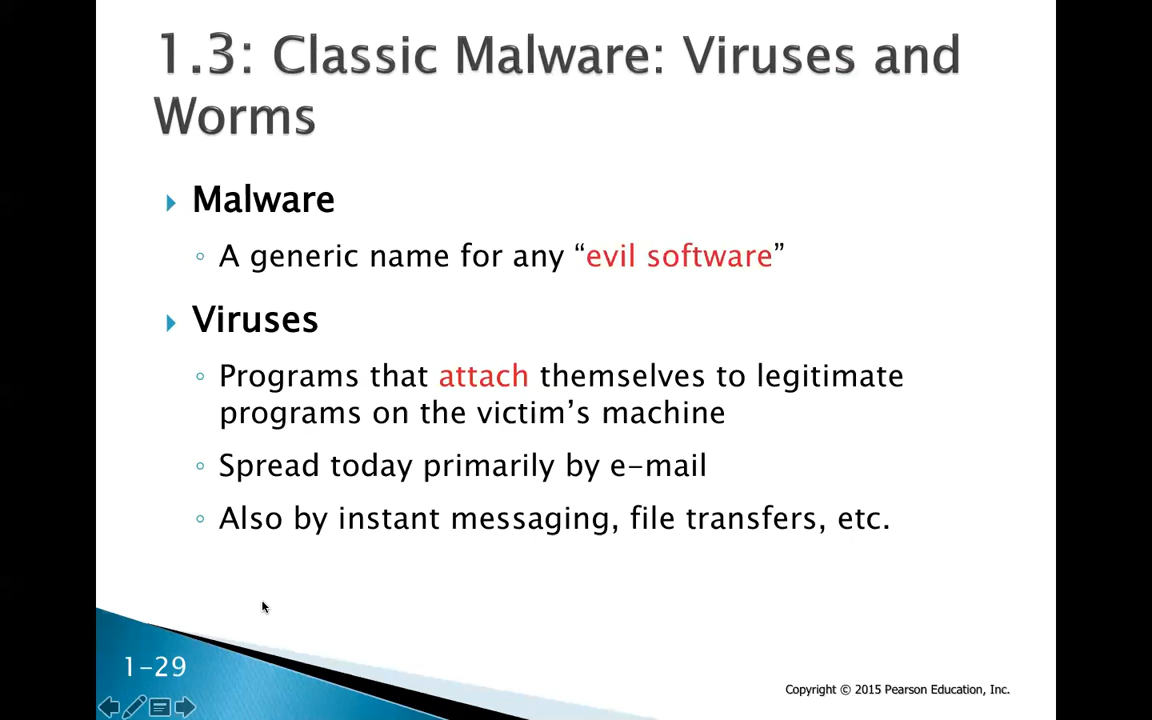 1.3: Classic Malware: Viruses and
Worms
Malware
A generic name for any “evil software”
Viruses
Programs that attach themselves to legitimate
programs on the victim’s machine
Spread today primarily by e-mail
Also by instant messaging, file transfers, etc.
1-29
Copyright © 2015 Pearson Education, Inc.